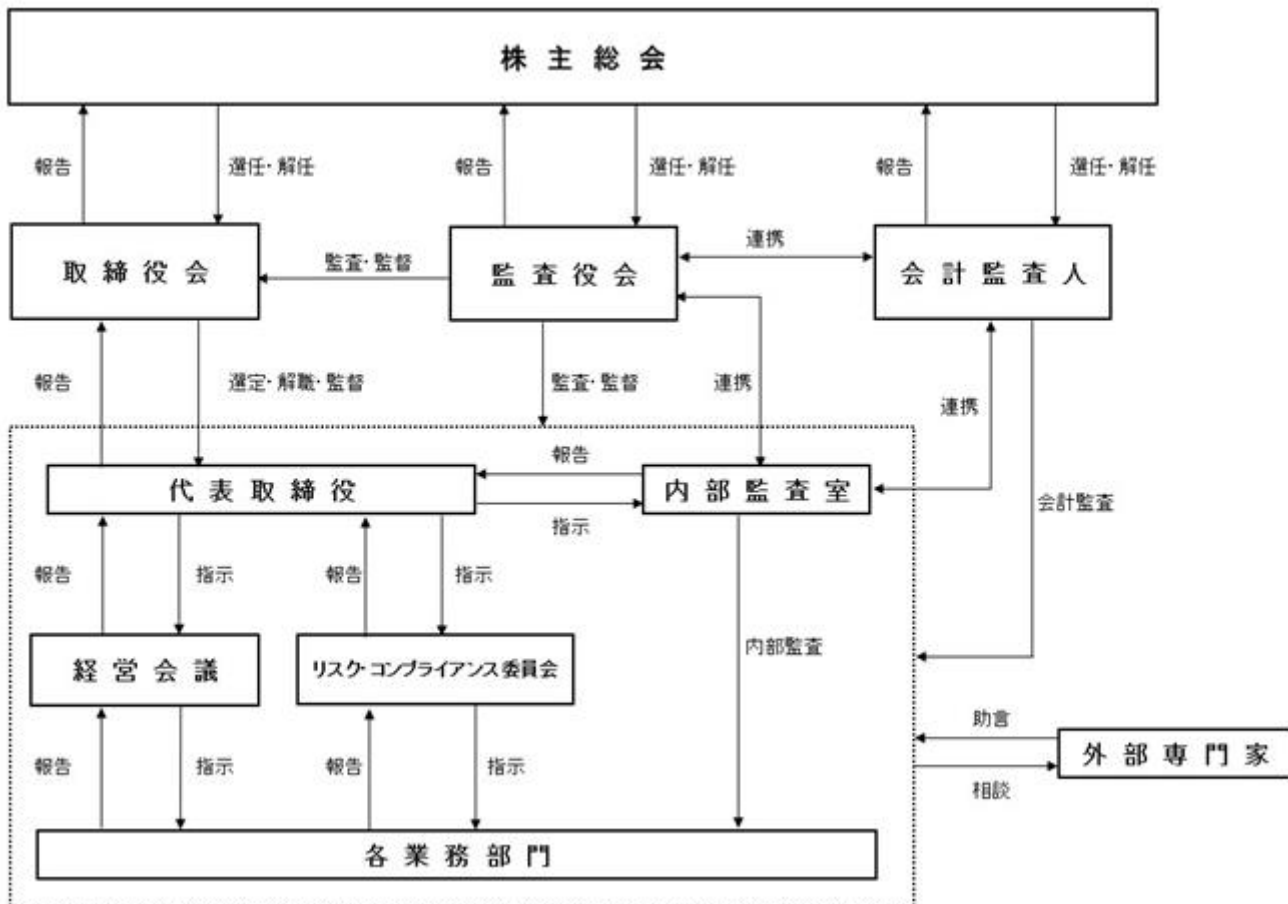 株主総会
報告
選任・解任
報告
選任・解任
報告
選任・解任
取締役会
監査・監督
監査役会
連携
会計監査人
報告
選定・解職・監督
監査・監督
連携
連携
代表取締役
報告
指示
内部監査室
会計監査
報告
指示
報告
指示
内部監査
経営会議
リスク・コンプライアンス委員会
報告
指示
報告
指示
助言
外部専門家
相談
各業務部門